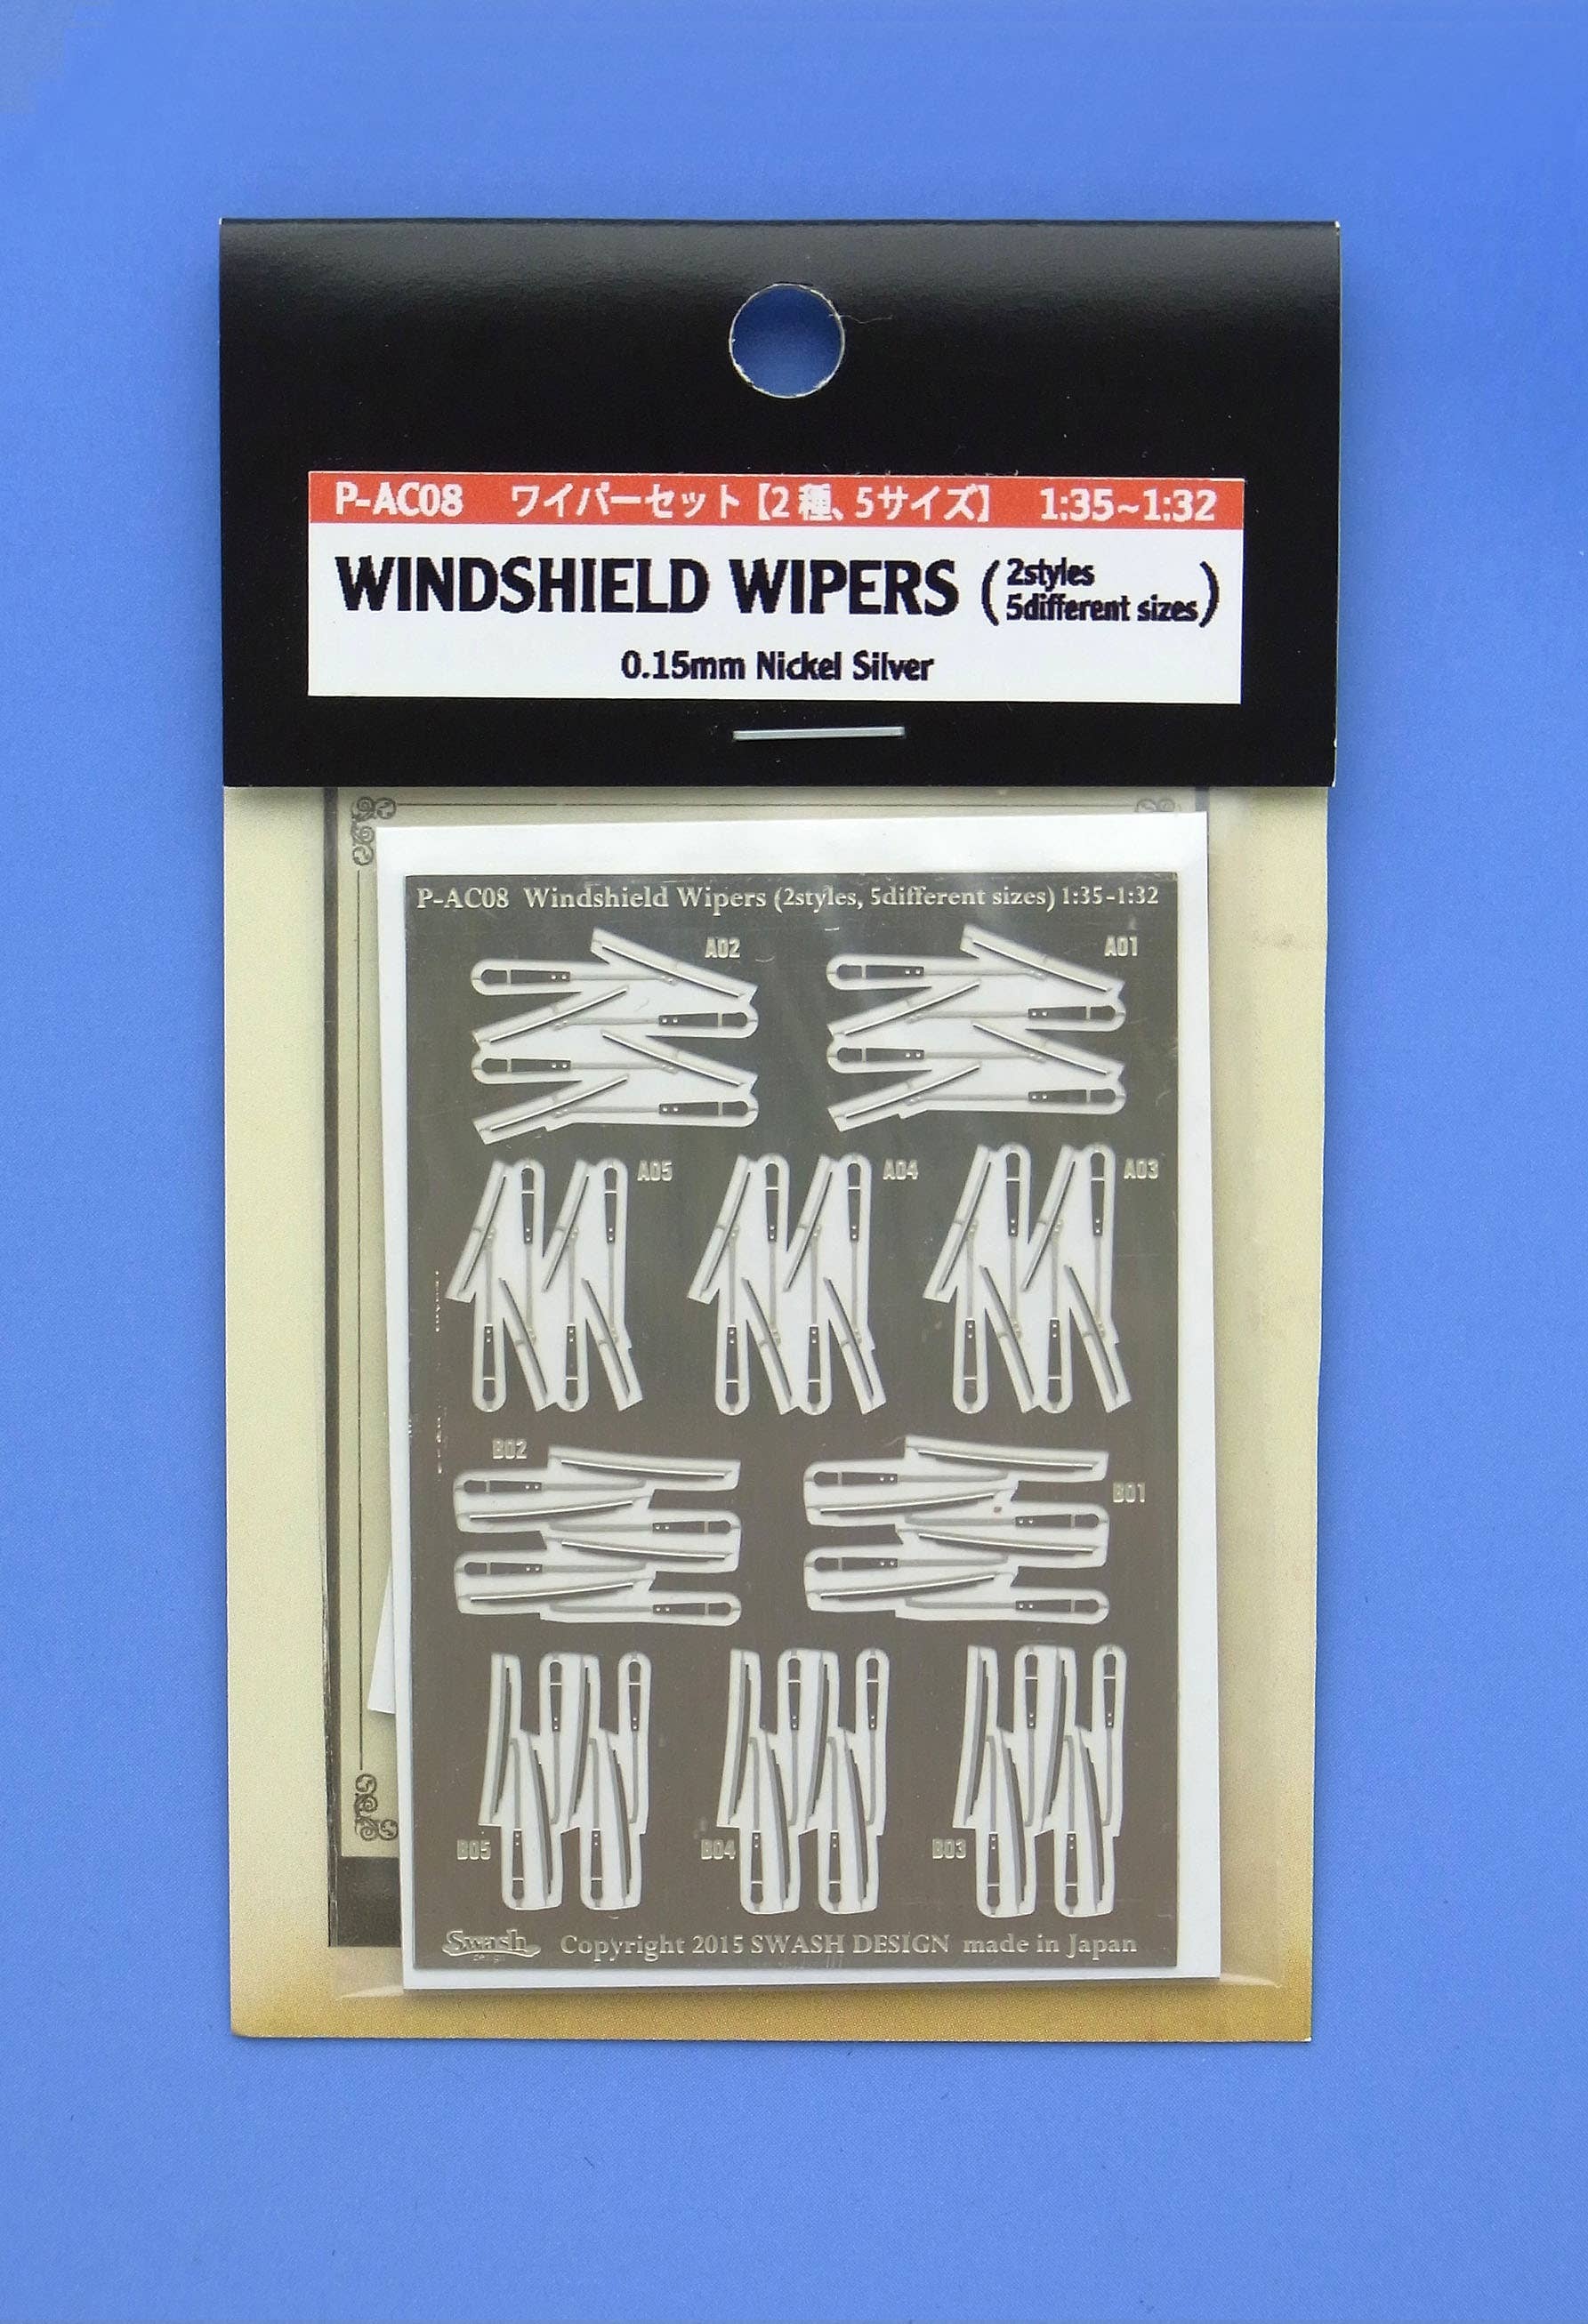 P-AC08 ワイパーセット【2種、5サイズ】 1:35~1:32
WINDSHIELD WIPERS (2styles
5different sizes)
0.15mm Nickel Silver
P-AC08 Windshield Wipers (2styles, 5different sizes) 1:35-1:32
A02 A01
A05 A04 A03
B02 B01
B05 B04 B03
Swash Copyright 2015 SWASH DESIGN made in Japan